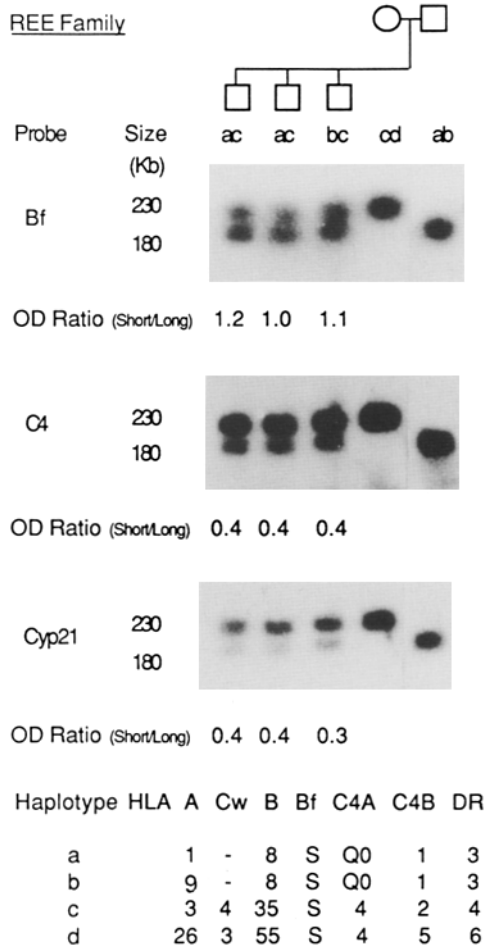 REE Family
Probe Size ac ac bc cd ab
(Kb)
Bf 230
180
OD Ratio (Short/Long) 1.2 1.0 1.1
C4 230
180
OD Ratio (Short/Long) 0.4 0.4 0.4
Cyp21 230
180
OD Ratio (Short/Long) 0.4 0.4 0.3
Haplotype HLA A Cw B Bf C4A C4B DR
a 1 - 8 S Q0 1 3
b 9 - 8 S Q0 1 3
c 3 4 35 S 4 2 4
d 26 3 55 S 4 5 6